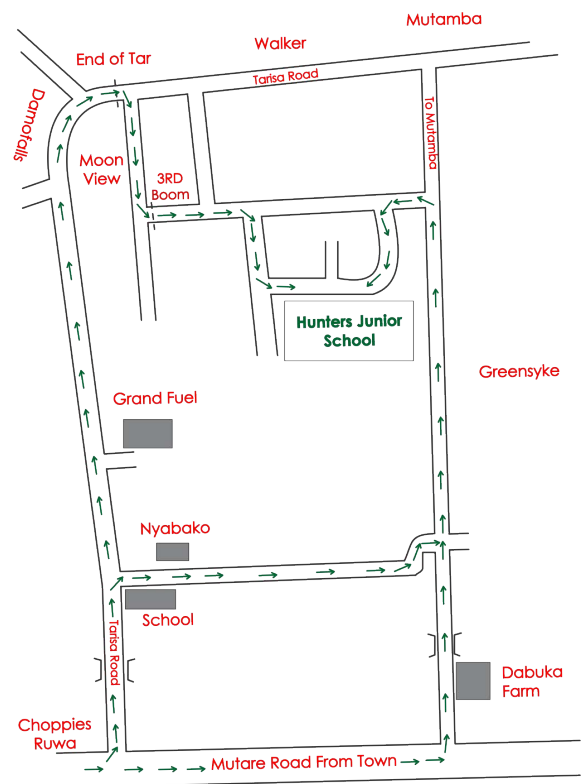 Mutamba
Walker
End of Tar
Tarisa Road
Damofalls
To Mutamba
Moon
View
3RD
Boom
Hunters Junior
School
Greensyke
Grand Fuel
Nyabako
School
Tarisa Road
Dabuka
Farm
Choppies
Ruwa
Mutare Road From Town